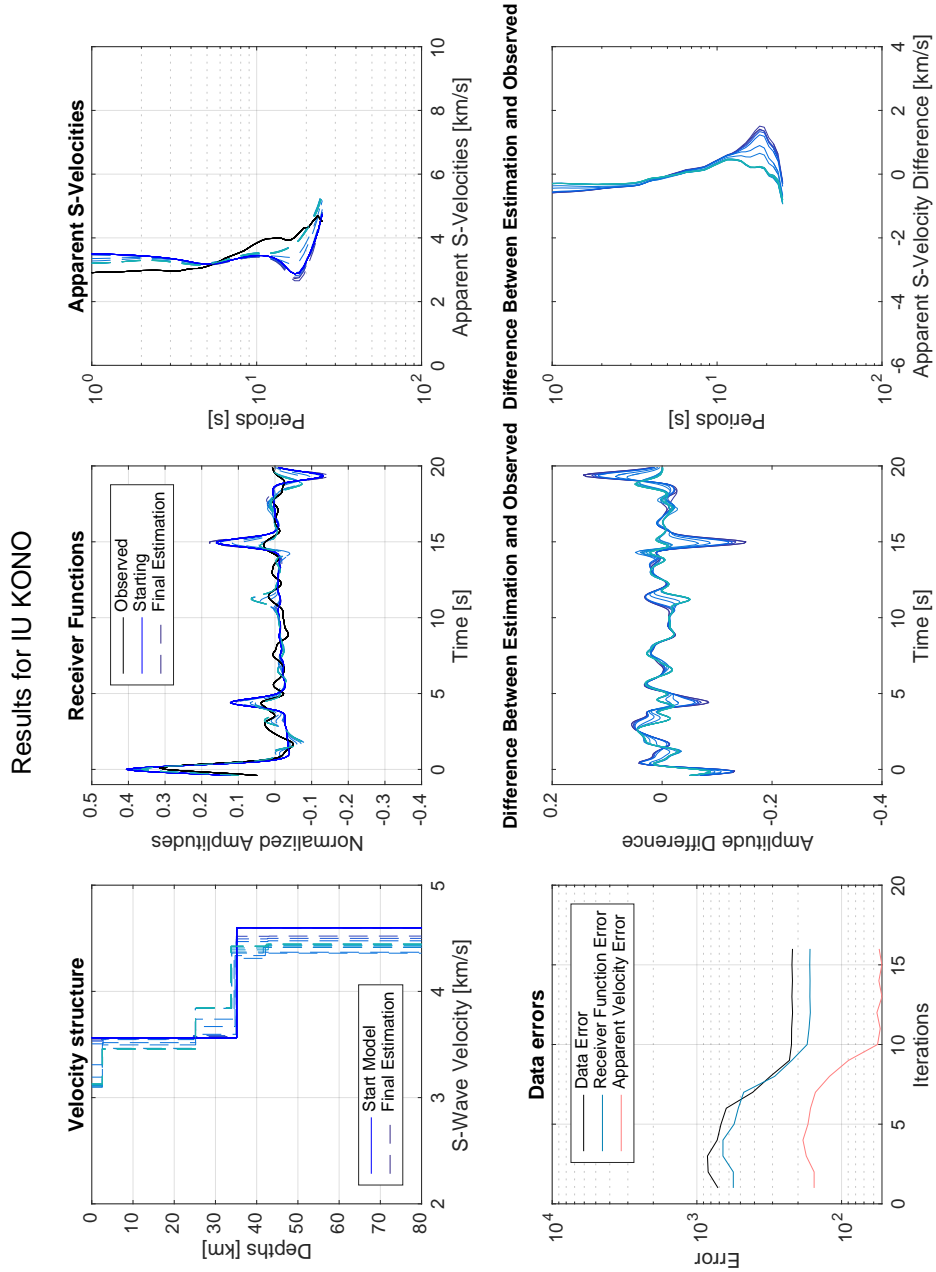 Results for IU KONO
Velocity structure
0
10
20
30
40
50
60
70
80
Depths [km]
2
3
4
5
S-Wave Velocity [km/s]
Start Model
Final Estimation
Receiver Functions
0.5
0.4
0.3
0.2
0.1
0
-0.1
-0.2
-0.3
-0.4
Normalized Amplitudes
0
5
10
15
20
Time [s]
Observed
Starting
Final Estimation
Apparent S-Velocities
10^0
10^1
10^2
Periods [s]
0
2
4
6
8
10
Apparent S-Velocities [km/s]
Data errors
10^4
10^3
10^2
Error
0
5
10
15
20
Iterations
Data Error
Receiver Function Error
Apparent Velocity Error
Difference Between Estimation and Observed
0.2
0
-0.2
-0.4
Amplitude Difference
0
5
10
15
20
Time [s]
Difference Between Estimation and Observed
10^0
10^1
10^2
Periods [s]
-6
-4
-2
0
2
4
Apparent S-Velocity Difference [km/s]